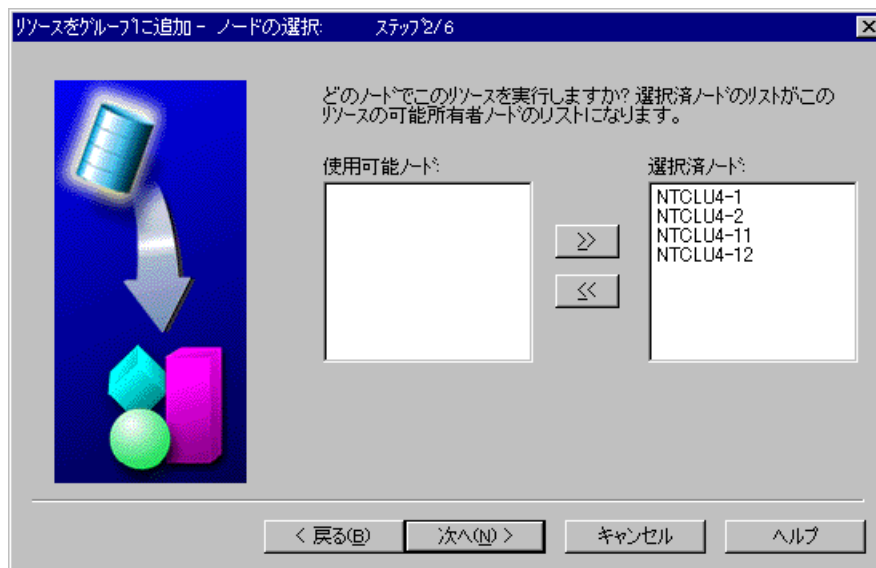 リソースをグループに追加 - ノードの選択: ステップ2/6
どのノードでこのリソースを実行しますか? 選択済ノードのリストがこの
リソースの可能所有者ノードのリストになります。
使用可能ノード:
選択済ノード:
NTCLU4-1
NTCLU4-2
NTCLU4-11
NTCLU4-12
>>
<<
< 戻る(B)
次へ(N) >
キャンセル
ヘルプ